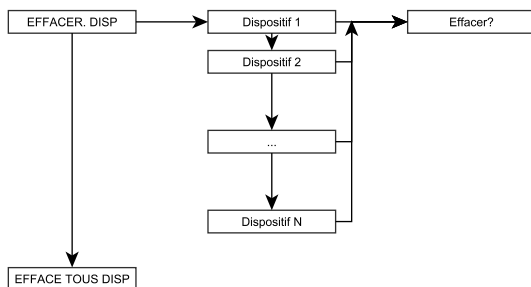 EFFACER. DISP
Dispositif 1
Effacer?
Dispositif 2
...
Dispositif N
EFFACE TOUS DISP